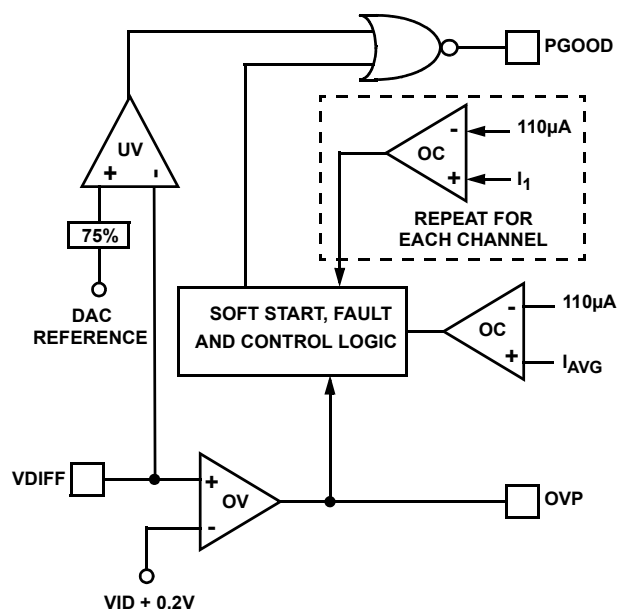 PGOOD
UV
+ -
75%
DAC
REFERENCE
-
110µA
OC
+
I1
REPEAT FOR
EACH CHANNEL
SOFT START, FAULT
AND CONTROL LOGIC
-
110µA
OC
+
IAVG
VDIFF
+
OV
-
OVP
VID + 0.2V